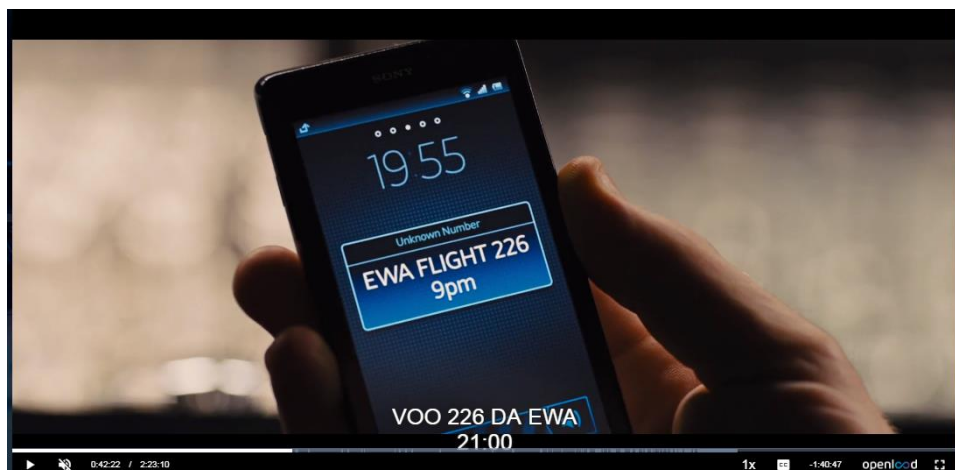 SONY
19:55
Unknown Number
EWA FLIGHT 226
9pm
VOO 226 DA EWA
21:00
0:42:22 / 2:23:10
1x
CC
-1:40:47
openload